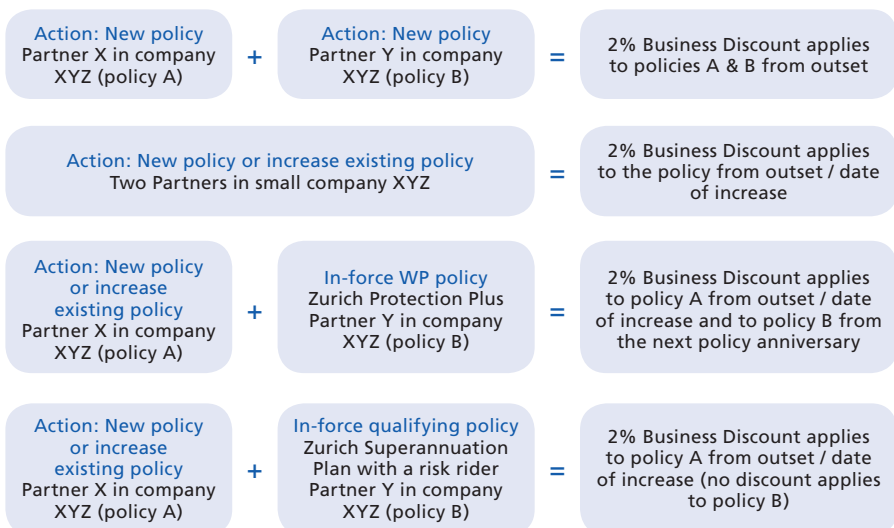 Action: New policy
Partner X in company
XYZ (policy A)
+
Action: New policy
Partner Y in company
XYZ (policy B)
=
2% Business Discount applies
to policies A & B from outset
Action: New policy or increase existing policy
Two Partners in small company XYZ
=
2% Business Discount applies
to the policy from outset / date
of increase
Action: New policy
or increase
existing policy
Partner X in company
XYZ (policy A)
+
In-force WP policy
Zurich Protection Plus
Partner Y in company
XYZ (policy B)
=
2% Business Discount applies
to policy A from outset / date
of increase and to policy B from
the next policy anniversary
Action: New policy
or increase
existing policy
Partner X in company
XYZ (policy A)
+
In-force qualifying policy
Zurich Superannuation
Plan with a risk rider
Partner Y in company
XYZ (policy B)
=
2% Business Discount applies
to policy A from outset / date
of increase (no discount applies
to policy B)